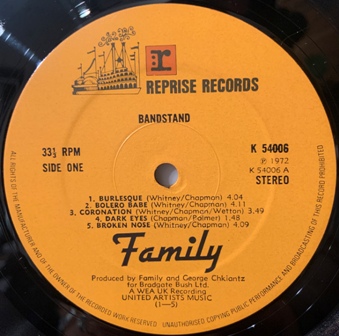 r:
REPRISE RECORDS
BANDSTAND
33⅓ RPM
K 54006
SIDE ONE
Ⓟ 1972
K 54006 A
STEREO
1. BURLESQUE (Whitney/Chapman) 4.04
2. BOLERO BABE (Whitney/Chapman) 4.11
3. CORONATION (Whitney/Chapman/Wetton) 3.49
4. DARK EYES (Chapman/Palmer) 1.48
5. BROKEN NOSE (Whitney/Chapman) 4.09
Family
Produced by Family and George Chkiantz
for Bradgate Bush Ltd.
A WEA UK Recording
UNITED ARTISTS MUSIC
(1—5)
ALL RIGHTS OF THE MANUFACTURER AND OF THE OWNER OF THE RECORDED WORK RESERVED. UNAUTHORISED COPYING PUBLIC PERFORMANCE AND BROADCASTING OF THIS RECORD PROHIBITED